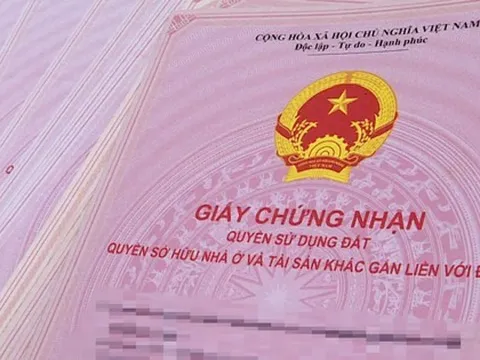 CỘNG HÒA XÃ HỘI CHỦ NGHĨA VIỆT NAM
Độc lập - Tự do - Hạnh phúc
GIẤY CHỨNG NHẬN
QUYỀN SỬ DỤNG ĐẤT
QUYỀN SỞ HỮU NHÀ Ở VÀ TÀI SẢN KHÁC GẮN LIỀN VỚI Đ